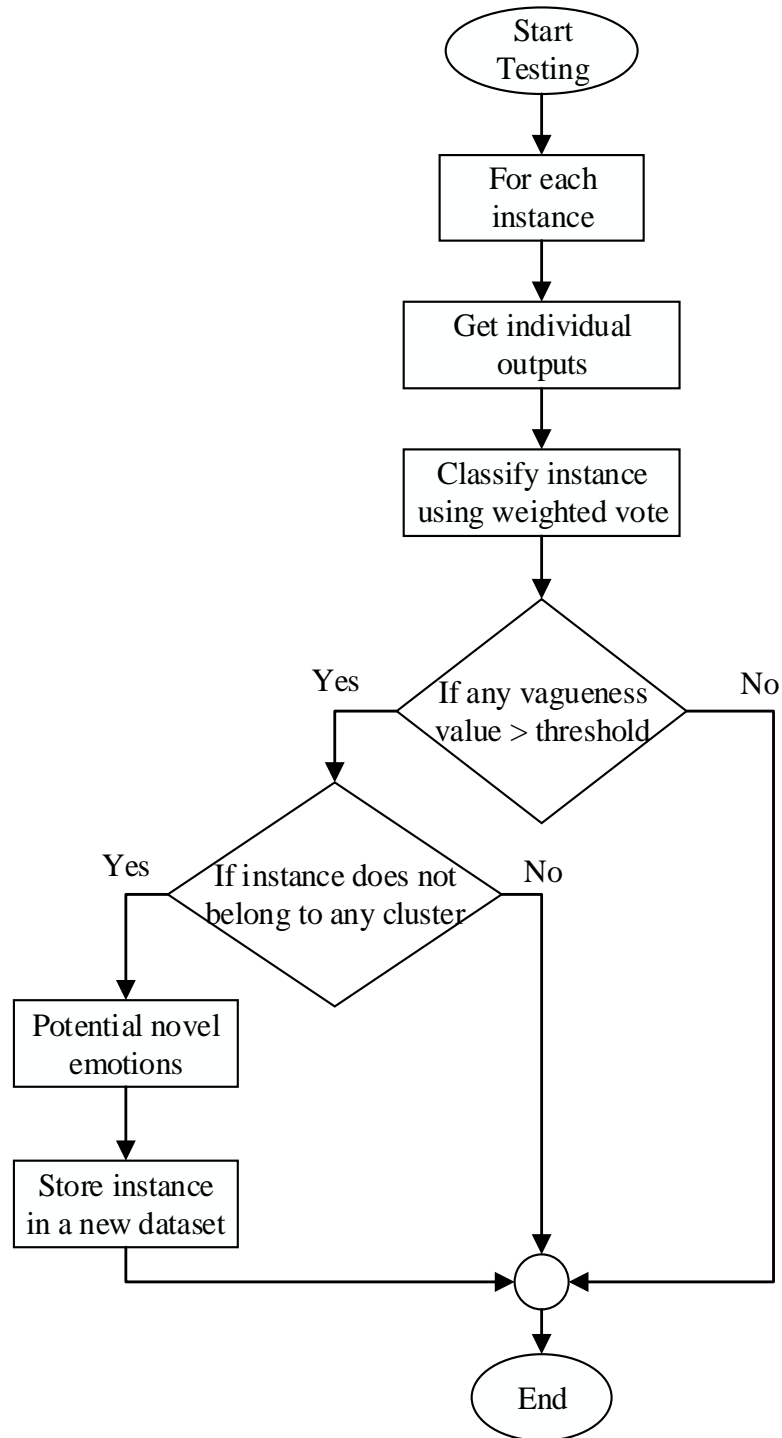 Start
Testing
For each
instance
Get individual
outputs
Classify instance
using weighted vote
If any vagueness
value > threshold
Yes
No
If instance does not
belong to any cluster
Yes
No
Potential novel
emotions
Store instance
in a new dataset
End